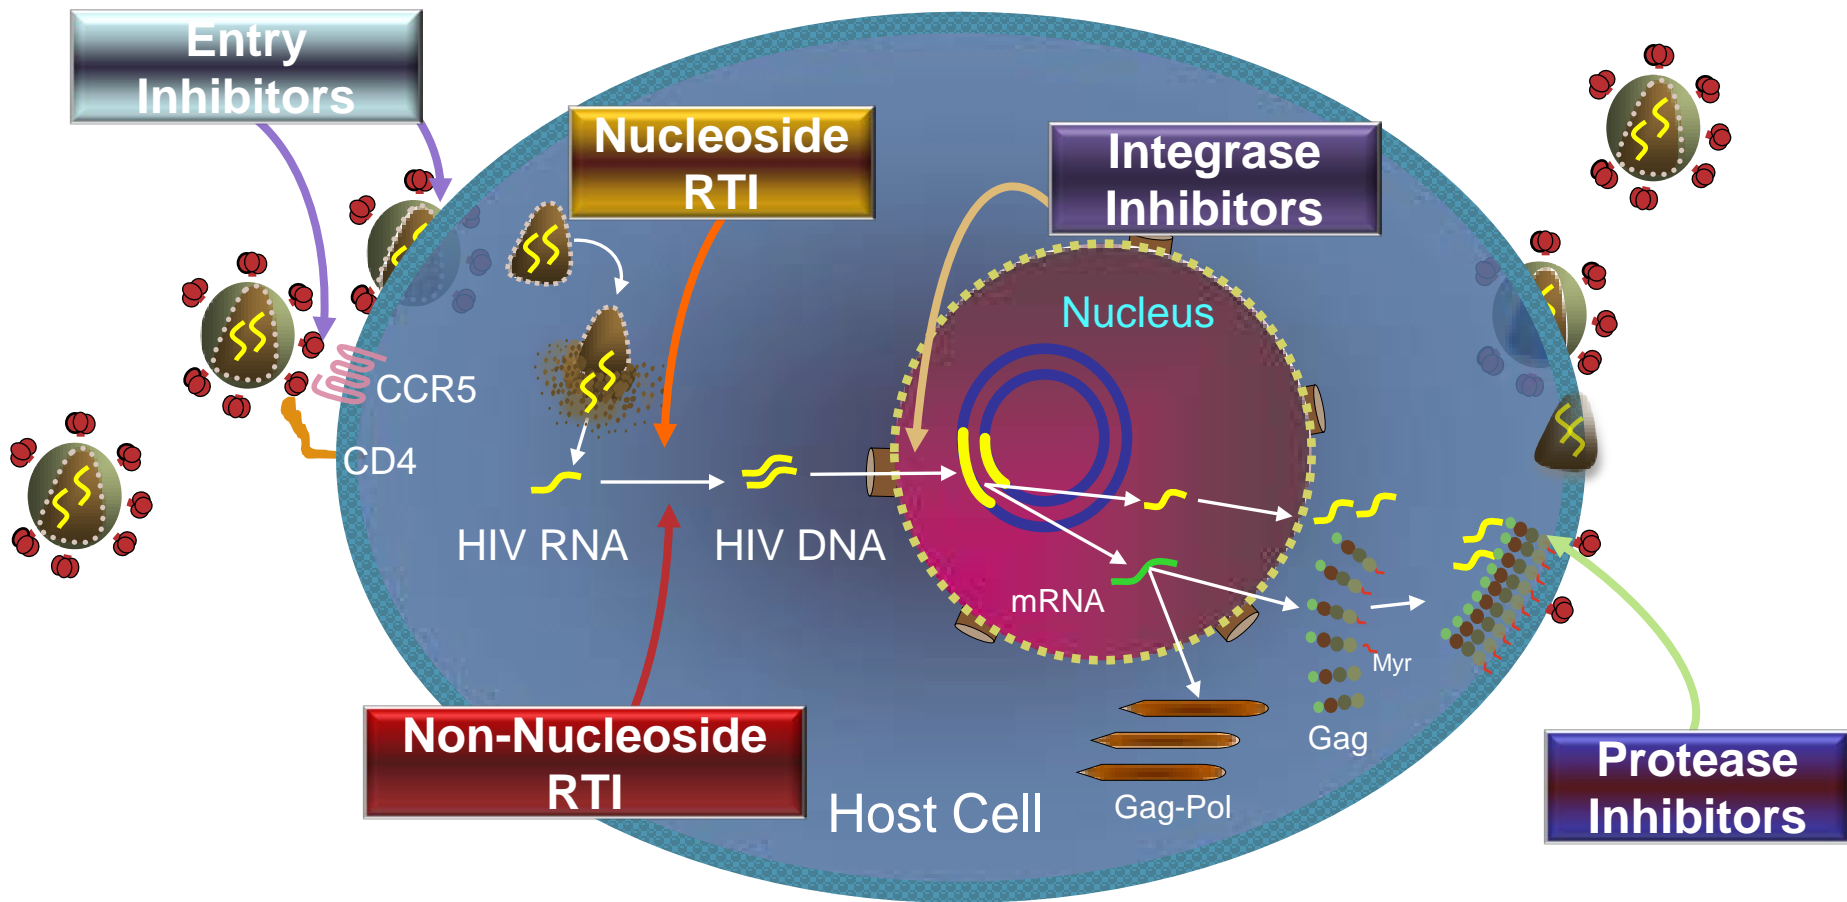 Entry
Inhibitors
Nucleoside
RTI
Integrase
Inhibitors
Nucleus
CCR5
CD4
HIV RNA
HIV DNA
mRNA
Myr
Gag
Gag-Pol
Non-Nucleoside
RTI
Host Cell
Protease
Inhibitors